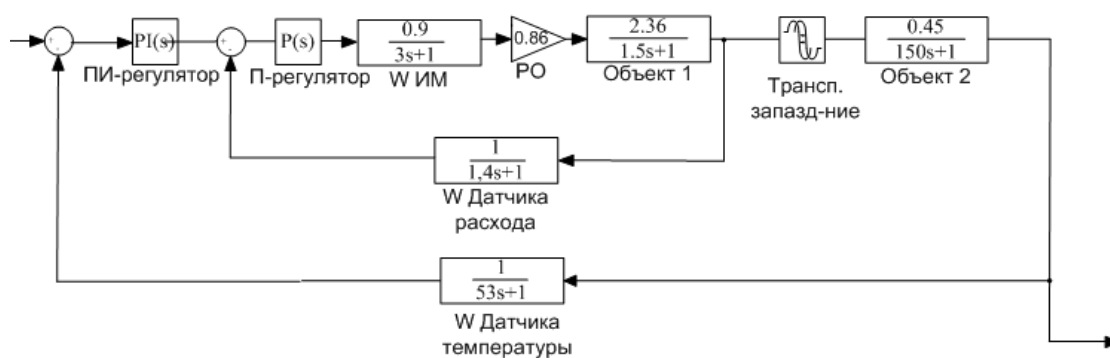 PI(s)
ПИ-регулятор
P(s)
П-регулятор
0.9
3s+1
W ИМ
0.86
РО
2.36
1.5s+1
Объект 1
Трансп.
запазд-ние
0.45
150s+1
Объект 2
1
1,4s+1
W Датчика
расхода
1
53s+1
W Датчика
температуры